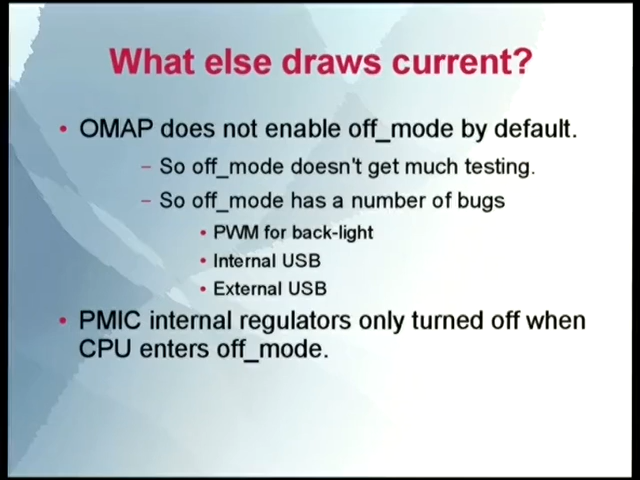 What else draws current?
• OMAP does not enable off_mode by default.
– So off_mode doesn't get much testing.
– So off_mode has a number of bugs
• PWM for back-light
• Internal USB
• External USB
• PMIC internal regulators only turned off when
CPU enters off_mode.